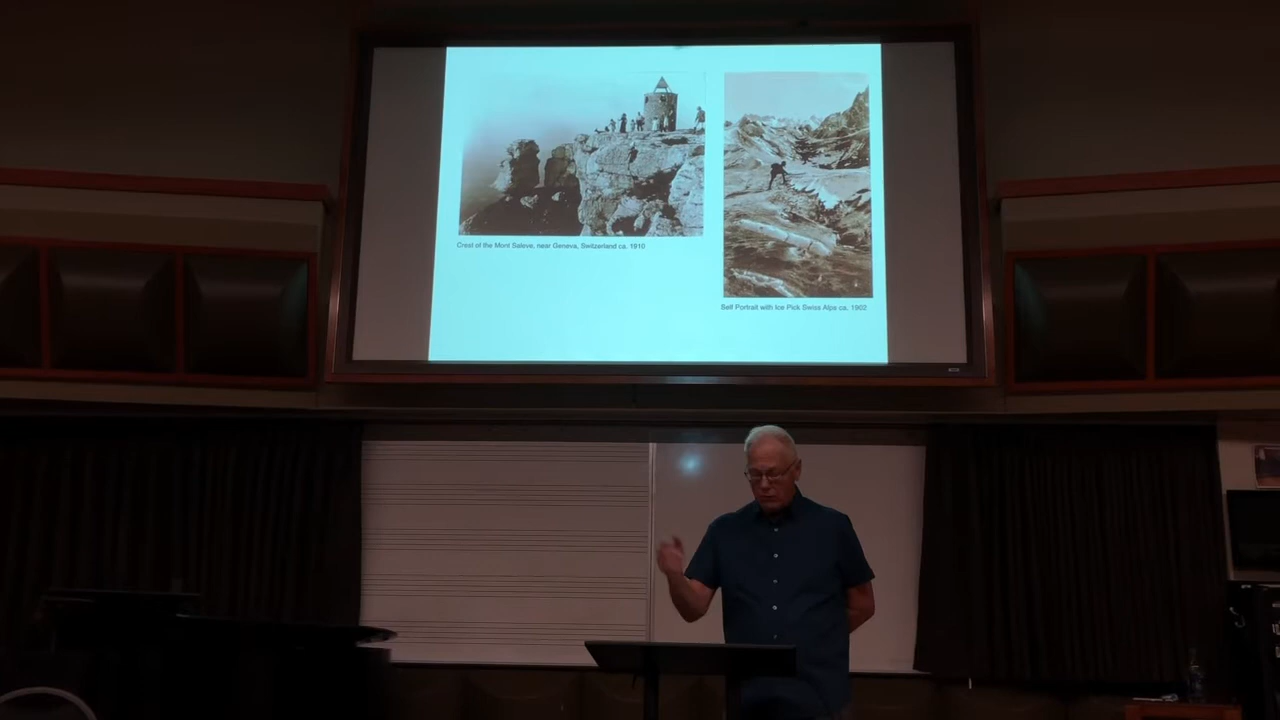 Crest of the Mont Saleve, near Geneva, Switzerland ca. 1910
Self Portrait with Ice Pick Swiss Alps ca. 1902